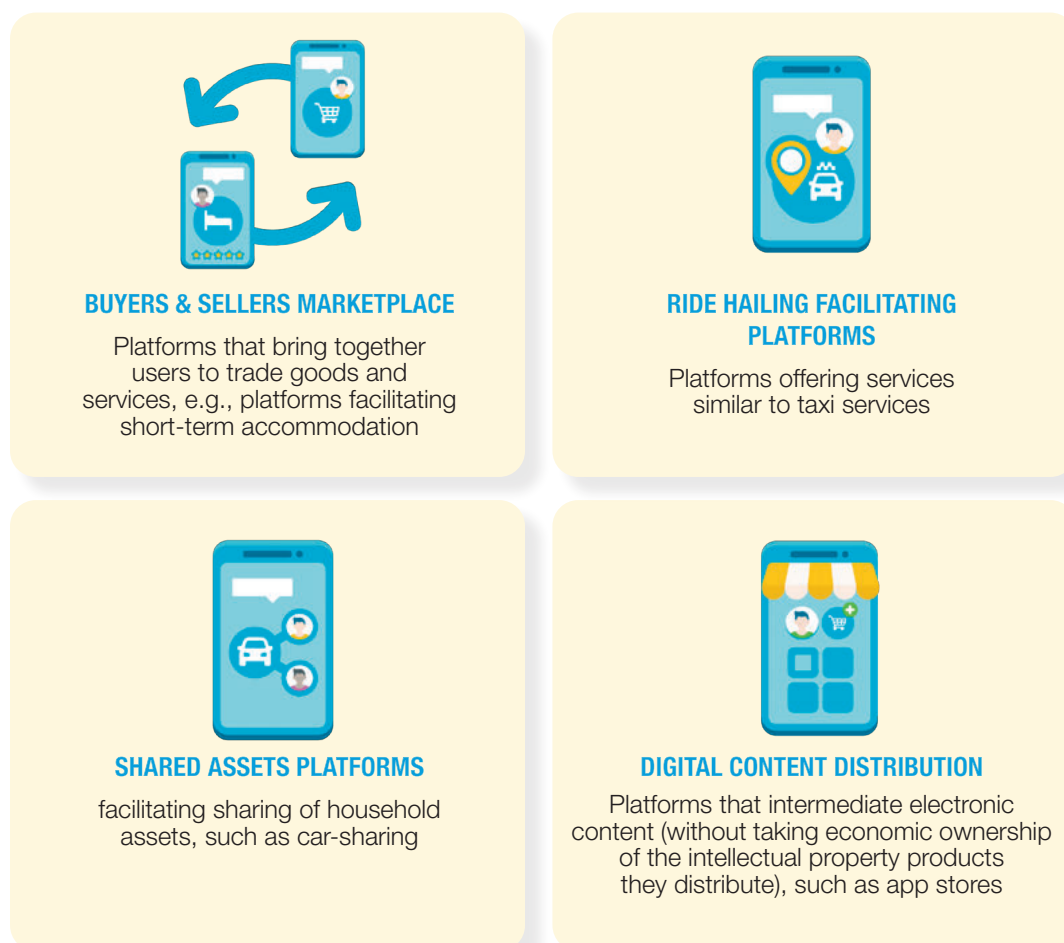 BUYERS & SELLERS MARKETPLACE
Platforms that bring together
users to trade goods and
services, e.g., platforms facilitating
short-term accommodation
RIDE HAILING FACILITATING
PLATFORMS
Platforms offering services
similar to taxi services
SHARED ASSETS PLATFORMS
facilitating sharing of household
assets, such as car-sharing
DIGITAL CONTENT DISTRIBUTION
Platforms that intermediate electronic
content (without taking economic ownership
of the intellectual property products
they distribute), such as app stores